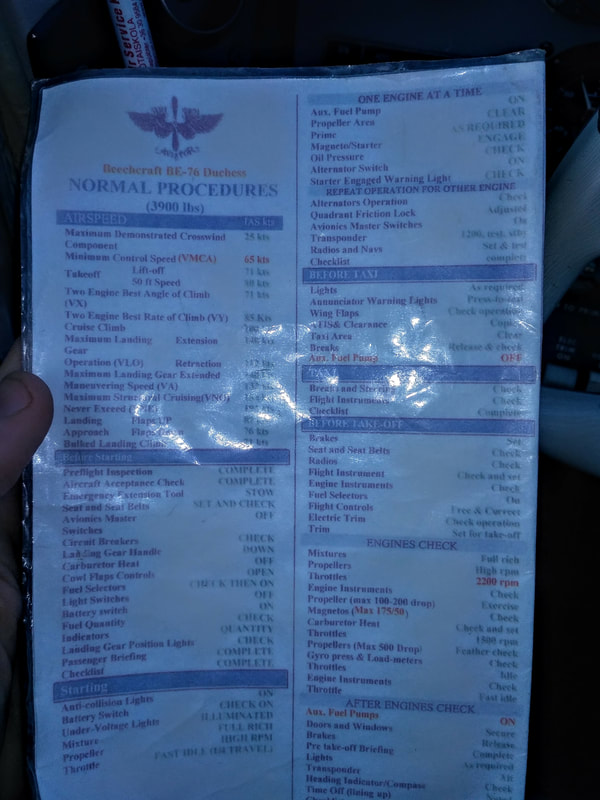 Beechcraft BE-76 Duchess
NORMAL PROCEDURES
(3900 lbs)
AIRSPEED IAS kts
Maximum Demonstrated Crosswind 25 kts
Component
Minimum Control Speed (VMCA) 65 kts
Takeoff Lift-off 71 kts
50 ft Speed 80 kts
Two Engine Best Angle of Climb 71 kts
(VX)
Two Engine Best Rate of Climb (VY) 85 Kts
Cruise Climb
Maximum Landing Extension 140 kts
Gear
Operation (VLO) Retraction 112 kts
Maximum Landing Gear Extended 140 kts
Maneuvering Speed (VA) 132 kts
Maximum Structural Cruising(VNO)
Never Exceed
Landing Flaps UP
Approach Flaps 76 kts
Balked Landing Climb 71 kts
Before Starting
Preflight Inspection COMPLETE
Aircraft Acceptance Check COMPLETE
Emergency Extension Tool STOW
Seat and Seat Belts SET AND CHECK
Avionics Master OFF
Switches
Circuit Breakers CHECK
Landing Gear Handle DOWN
Carburetor Heat OFF
Cowl Flaps Controls OPEN
Fuel Selectors CHECK THEN ON
Light Switches OFF
Battery switch ON
Fuel Quantity CHECK
Indicators QUANTITY
Landing Gear Position Lights CHECK
Passenger Briefing COMPLETE
Checklist COMPLETE
Starting
Anti-collision Lights ON
Battery Switch CHECK ON
Under-Voltage Lights ILLUMINATED
Mixture FULL RICH
Propeller HIGH RPM
Throttle FAST IDLE
ONE ENGINE AT A TIME
Aux. Fuel Pump ON
Propeller Area CLEAR
Prime AS REQUIRED
Magneto/Starter ENGAGE
Oil Pressure CHECK
Alternator Switch ON
Starter Engaged Warning Light CHECK
REPEAT OPERATION FOR OTHER ENGINE
Alternators Operation Check
Quadrant Friction Lock Adjusted
Avionics Master Switches On
Transponder 1200, test, stby
Radios and Navs Set & test
Checklist complete
BEFORE TAXI
Lights As required
Annunciator Warning Lights Press-to-test
Wing Flaps Check operation
ATIS& Clearance Copy
Taxi Area Clear
Breaks Release & check
Aux. Fuel Pump OFF
TAXI
Breaks and Steering Check
Flight Instruments Check
Checklist Complete
BEFORE TAKE-OFF
Brakes Set
Seat and Seat Belts Check
Radios Check
Flight Instrument Check and set
Engine Instruments Check
Fuel Selectors On
Flight Controls Free & Correct
Electric Trim Check operation
Trim Set for take-off
ENGINES CHECK
Mixtures Full rich
Propellers High rpm
Throttles 2200 rpm
Engine Instruments Check
Propeller (max 100-200 drop) Exercise
Magnetos (Max 175/50) Check
Carburetor Heat Check and set
Throttles 1500 rpm
Propellers (Max 500 Drop) Feather check
Gyro press & Load-meters Check
Throttles Idle
Engine Instruments Check
Throttle Fast idle
AFTER ENGINES CHECK
Aux. Fuel Pumps ON
Doors and Windows Secure
Brakes Release
Pre take-off Briefing Complete
Lights As required
Transponder Alt
Heading Indicator/Compass Check
Time Off (lining up)